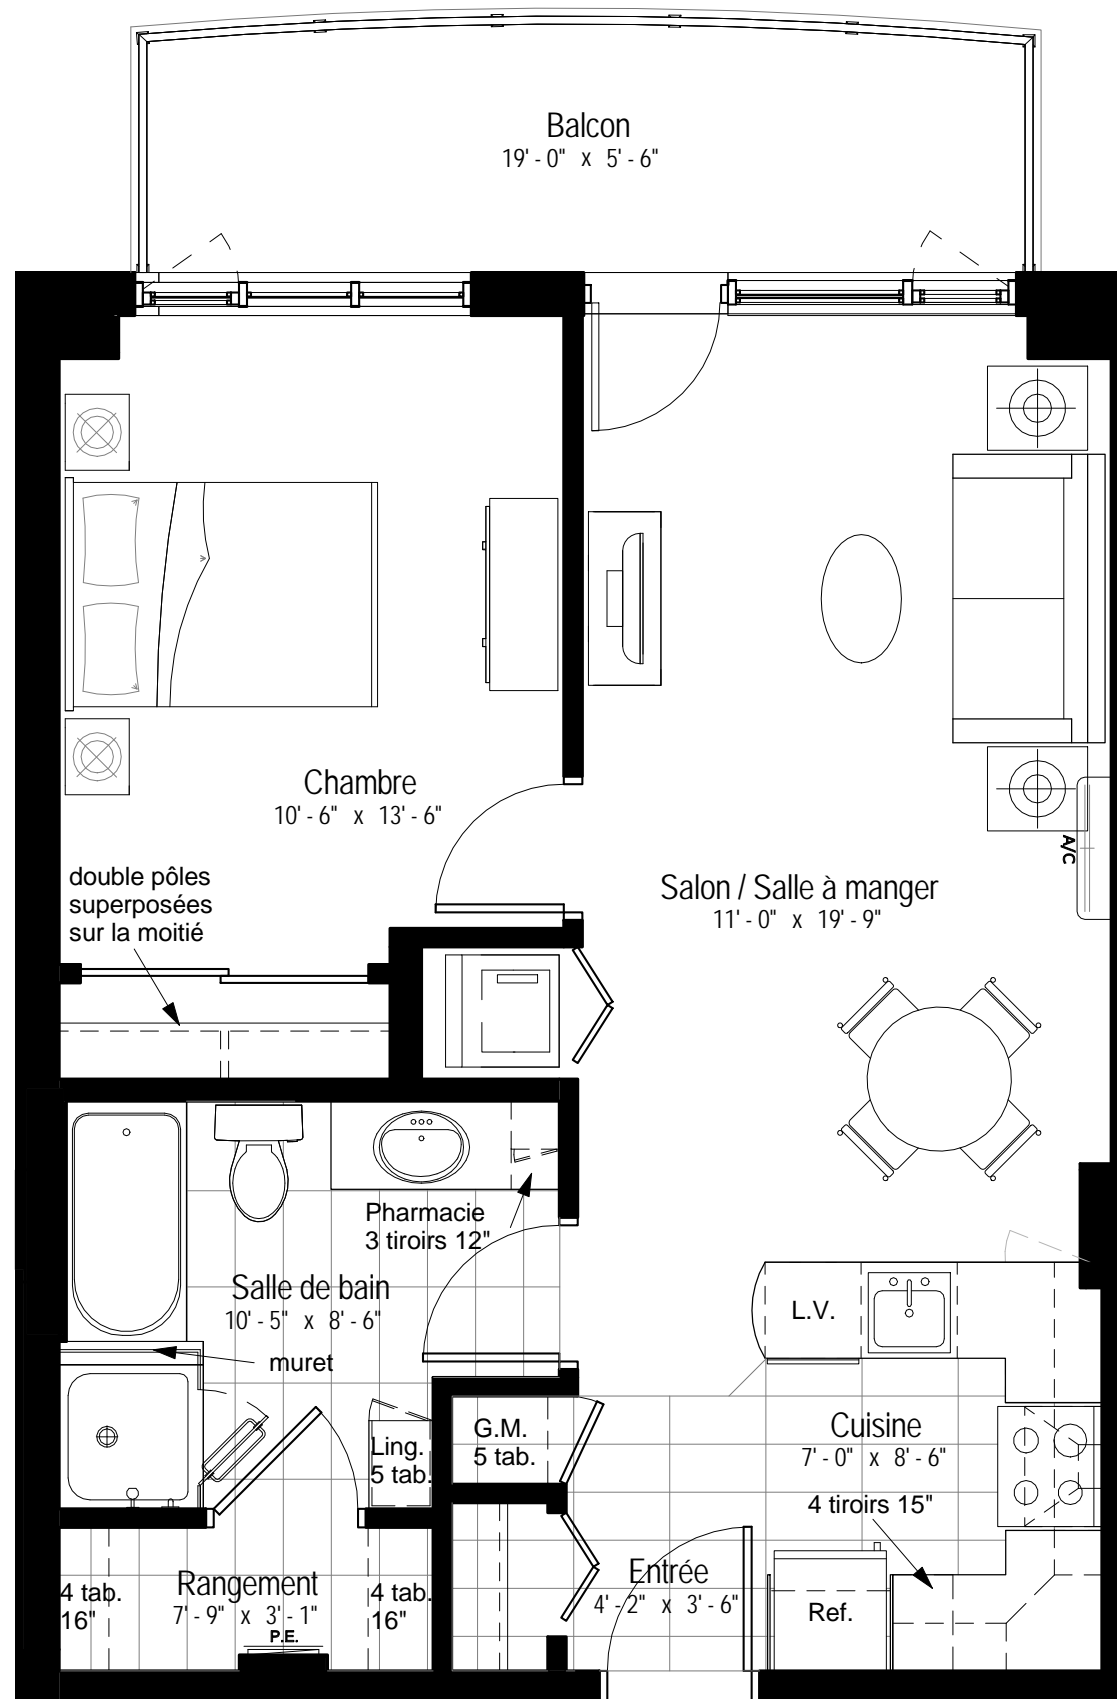 Balcon
19' - 0" x 5' - 6"
Chambre
10' - 6" x 13' - 6"
A/C
double pôles
superposées
sur la moitié
Salon / Salle à manger
11' - 0" x 19' - 9"
Pharmacie
3 tiroirs 12"
Salle de bain
10' - 5" x 8' - 6"
muret
L.V.
Ling.
5 tab.
G.M.
5 tab.
Cuisine
7' - 0" x 8' - 6"
4 tiroirs 15"
4 tab.
16"
Rangement
7' - 9" x 3' - 1"
P.E.
4 tab.
16"
Entrée
4' - 2" x 3' - 6"
Ref.